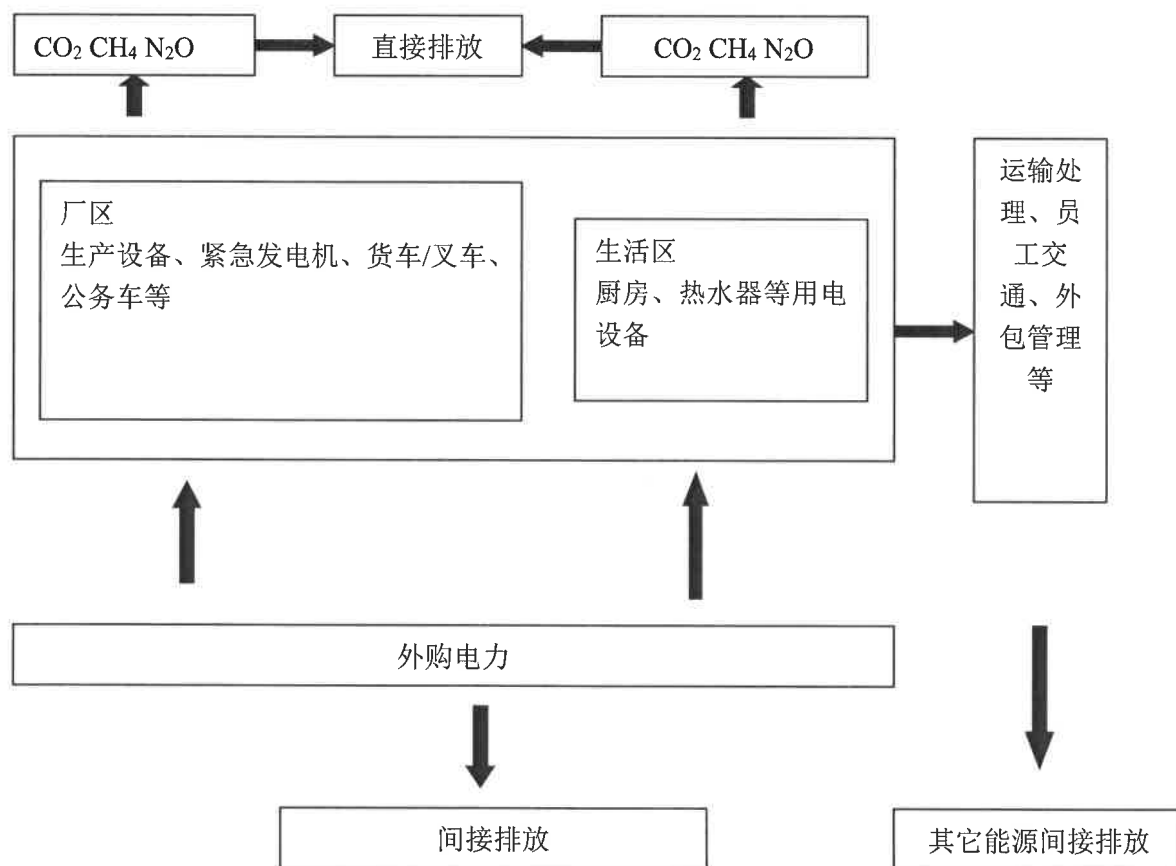 CO₂ CH₄ N₂O
直接排放
CO₂ CH₄ N₂O
厂区
生产设备、紧急发电机、货车/叉车、
公务车等
生活区
厨房、热水器等用电
设备
运输处
理、员
工交
通、外
包管理
等
外购电力
间接排放
其它能源间接排放